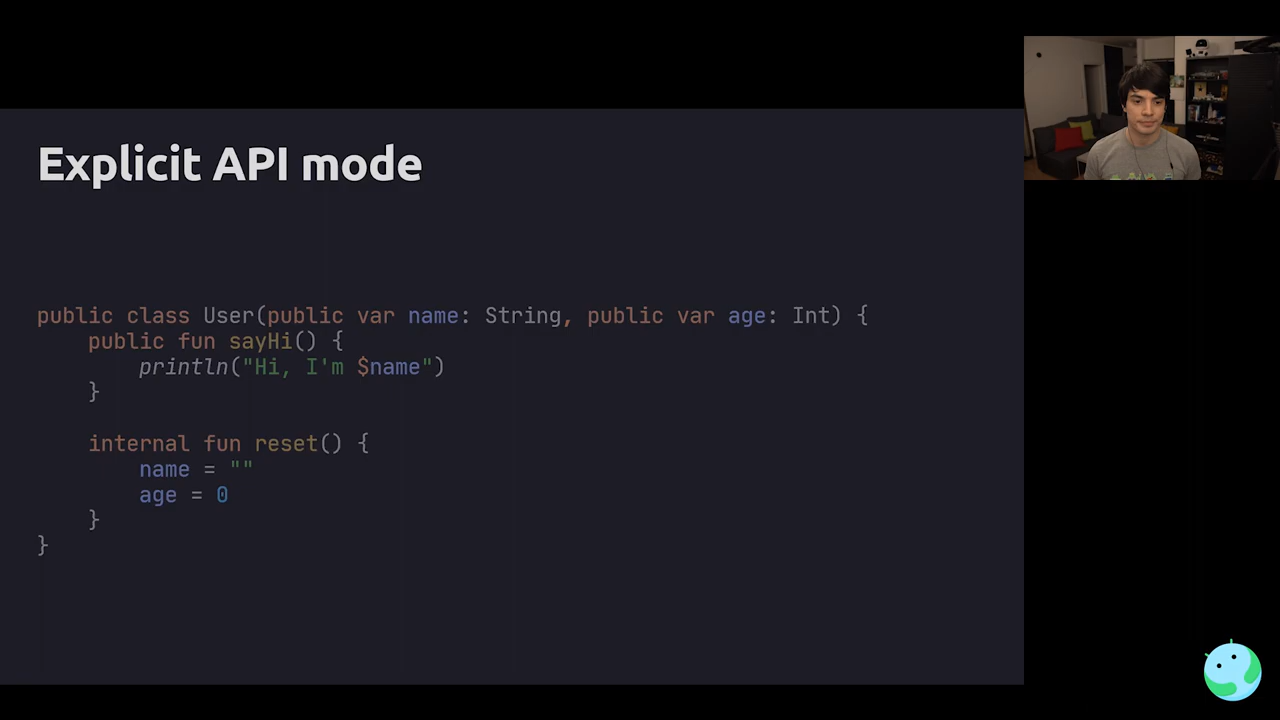 Explicit API mode
public class User(public var name: String, public var age: Int) {
    public fun sayHi() {
        println("Hi, I'm $name")
    }
    internal fun reset() {
        name = ""
        age = 0
    }
}